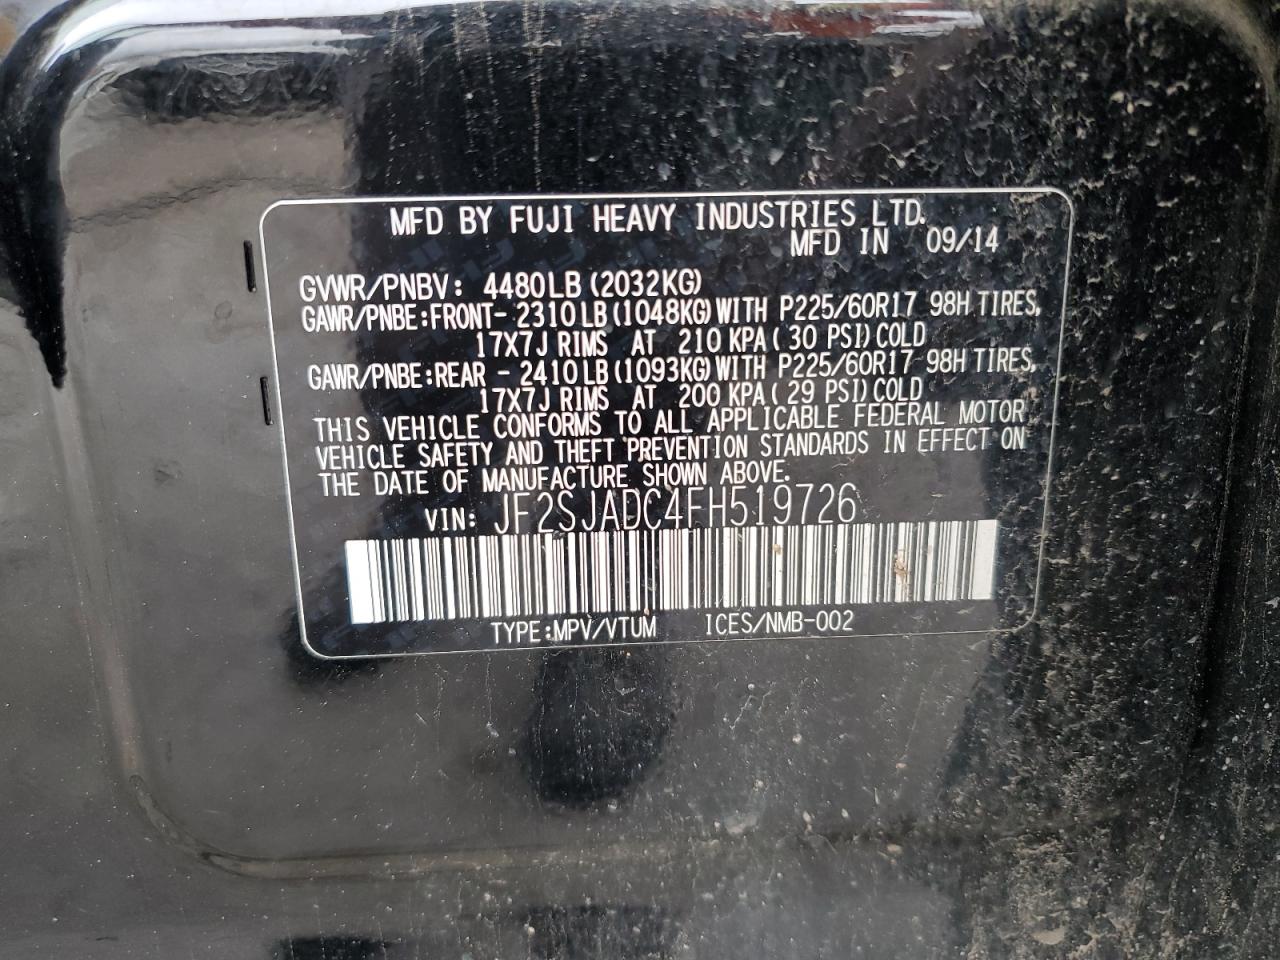 MFD BY FUJI HEAVY INDUSTRIES LTD.
MFD IN 09/14
GVWR/PNBV: 4480LB (2032KG)
GAWR/PNBE:FRONT- 2310LB (1048KG) WITH P225/60R17 98H TIRES,
17X7J RIMS AT 210 KPA ( 30 PSI) COLD
GAWR/PNBE:REAR - 2410LB (1093KG) WITH P225/60R17 98H TIRES,
17X7J RIMS AT 200 KPA ( 29 PSI) COLD
THIS VEHICLE CONFORMS TO ALL APPLICABLE FEDERAL MOTOR
VEHICLE SAFETY AND THEFT PREVENTION STANDARDS IN EFFECT ON
THE DATE OF MANUFACTURE SHOWN ABOVE.
VIN: JF2SJADC4FH519726
TYPE:MPV/VTUM ICES/NMB-002